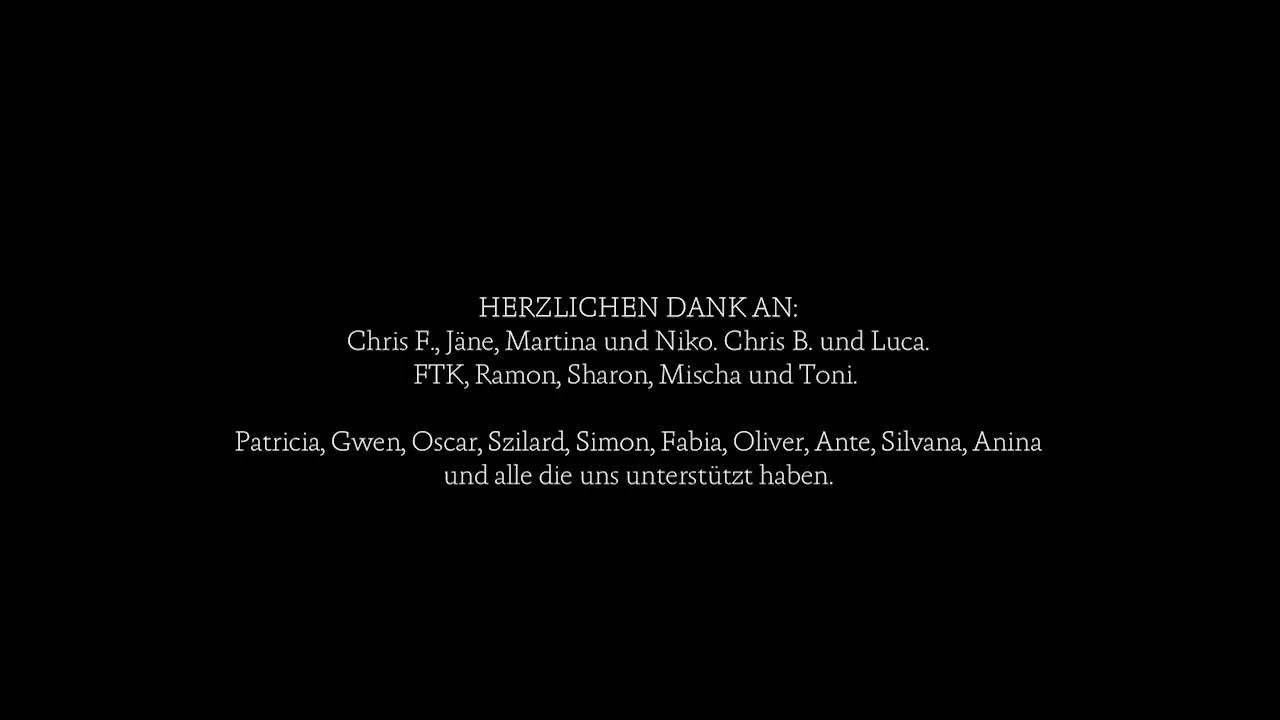 HERZLICHEN DANK AN:
Chris F., Jäne, Martina und Niko. Chris B. und Luca.
FTK, Ramon, Sharon, Mischa und Toni.
Patricia, Gwen, Oscar, Szilard, Simon, Fabia, Oliver, Ante, Silvana, Anina
und alle die uns unterstützt haben.